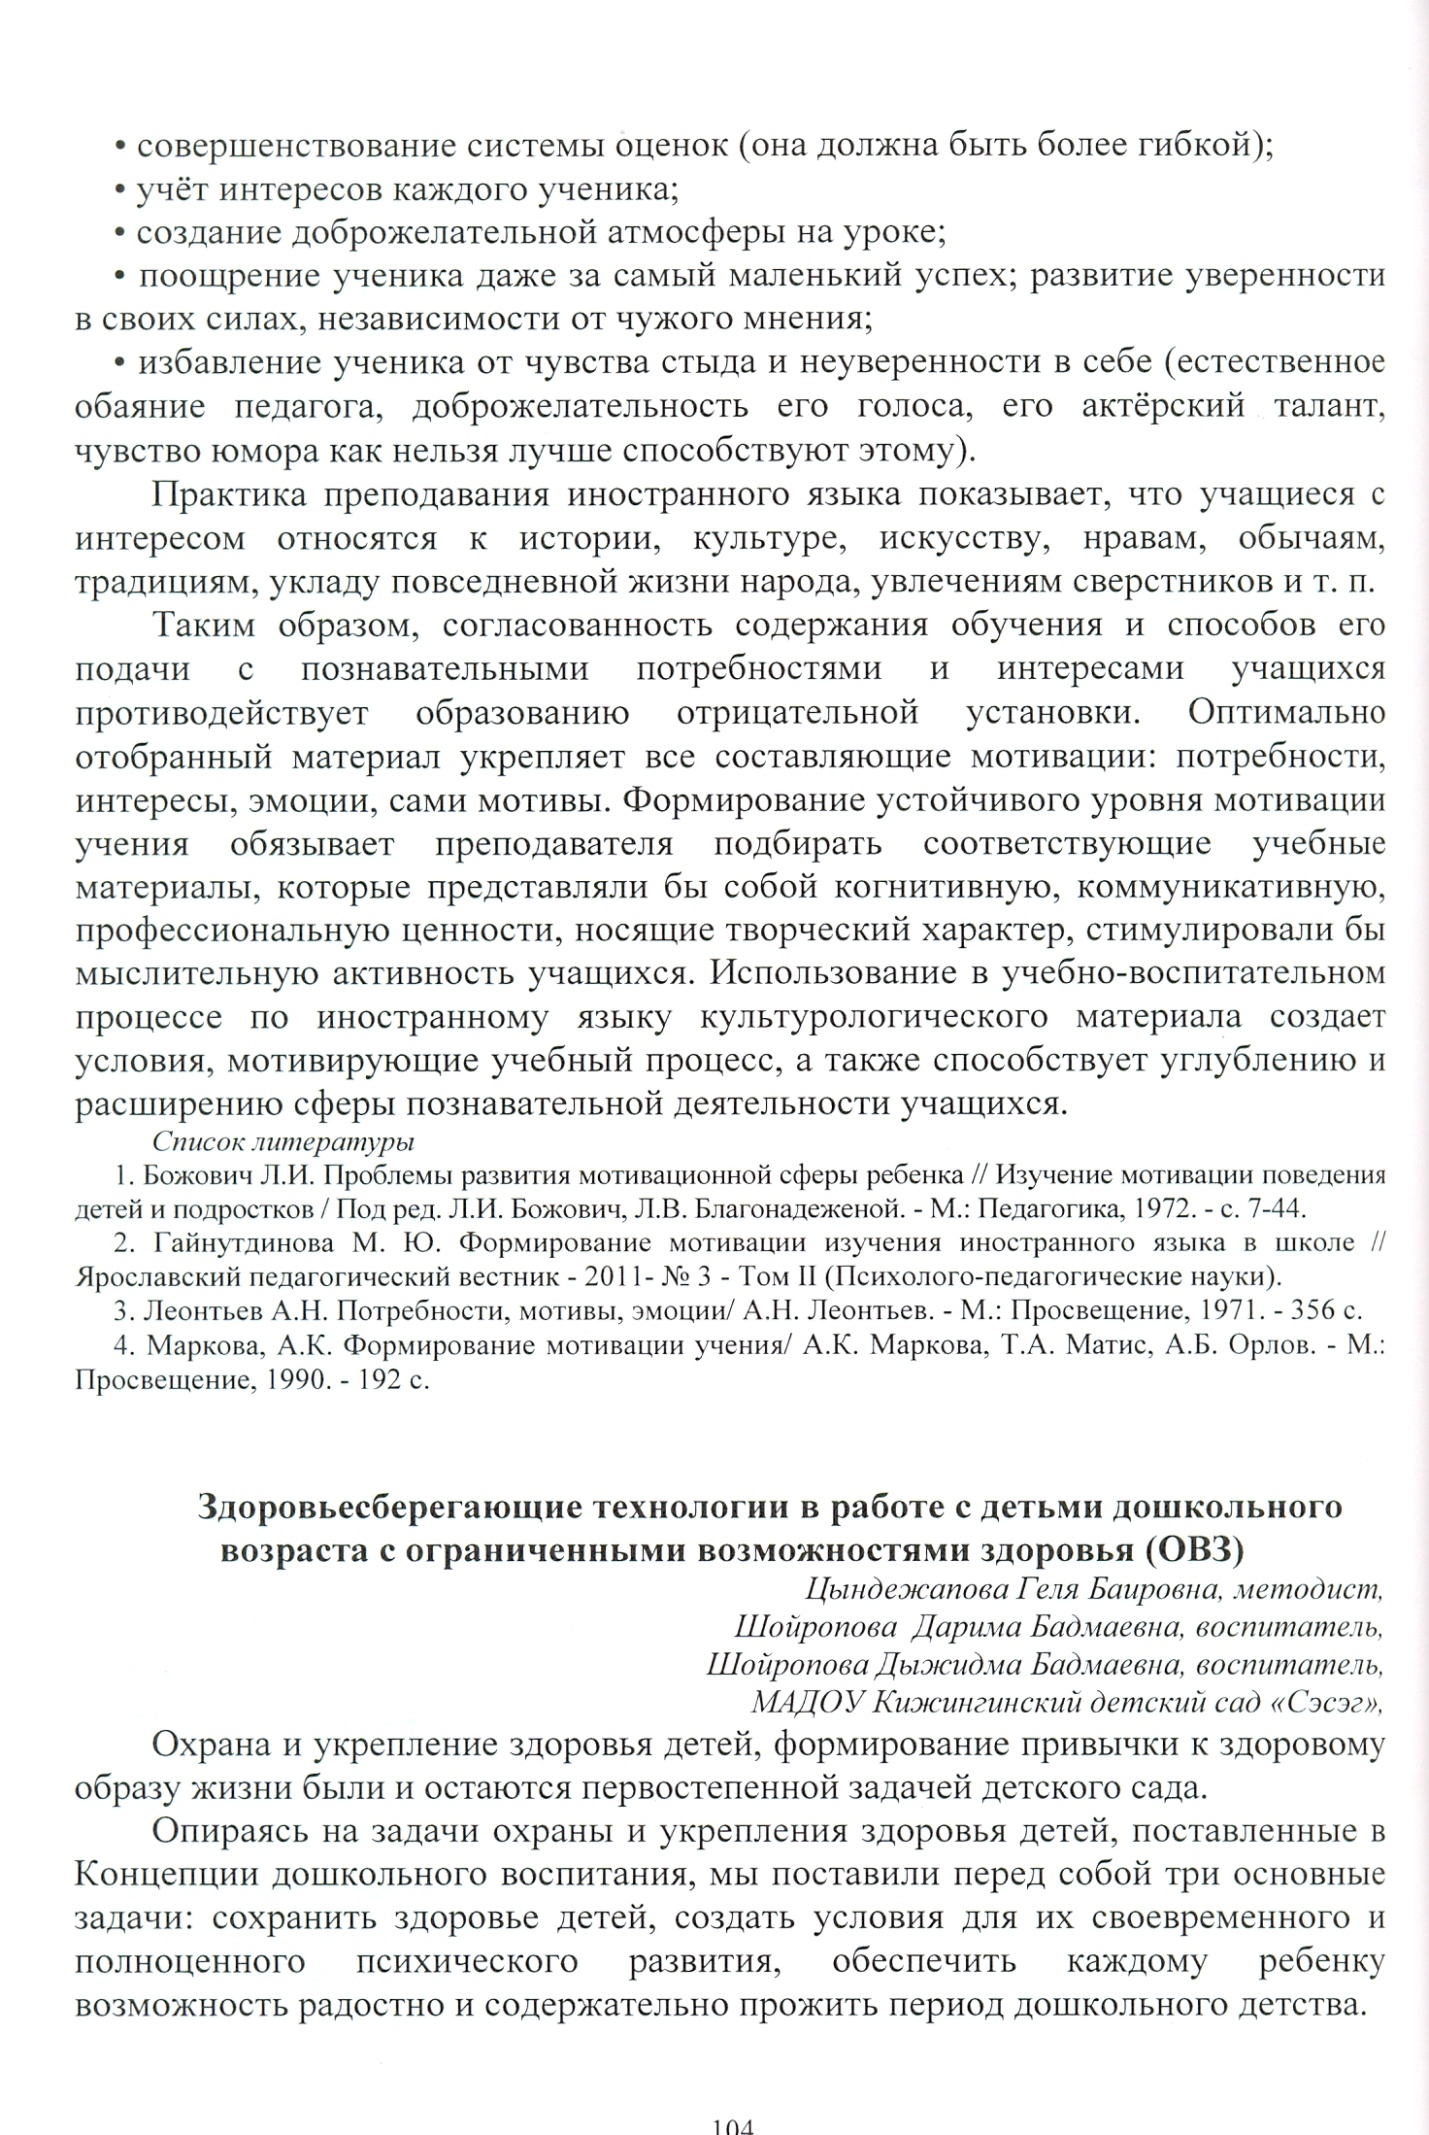 • совершенствование системы оценок (она должна быть более гибкой);
• учёт интересов каждого ученика;
• создание доброжелательной атмосферы на уроке;
• поощрение ученика даже за самый маленький успех; развитие уверенности
в своих силах, независимости от чужого мнения;
• избавление ученика от чувства стыда и неуверенности в себе (естественное
обаяние педагога, доброжелательность его голоса, его актёрский талант,
чувство юмора как нельзя лучше способствуют этому).
Практика преподавания иностранного языка показывает, что учащиеся с
интересом относятся к истории, культуре, искусству, нравам, обычаям,
традициям, укладу повседневной жизни народа, увлечениям сверстников и т. п.
Таким образом, согласованность содержания обучения и способов его
подачи с познавательными потребностями и интересами учащихся
противодействует образованию отрицательной установки. Оптимально
отобранный материал укрепляет все составляющие мотивации: потребности,
интересы, эмоции, сами мотивы. Формирование устойчивого уровня мотивации
учения обязывает преподавателя подбирать соответствующие учебные
материалы, которые представляли бы собой когнитивную, коммуникативную,
профессиональную ценности, носящие творческий характер, стимулировали бы
мыслительную активность учащихся. Использование в учебно-воспитательном
процессе по иностранному языку культурологического материала создает
условия, мотивирующие учебный процесс, а также способствует углублению и
расширению сферы познавательной деятельности учащихся.
Список литературы
1. Божович Л.И. Проблемы развития мотивационной сферы ребенка // Изучение мотивации поведения
детей и подростков / Под ред. Л.И. Божович, Л.В. Благонадеженой. - М.: Педагогика, 1972. - с. 7-44.
2. Гайнутдинова М. Ю. Формирование мотивации изучения иностранного языка в школе //
Ярославский педагогический вестник - 2011- № 3 - Том II (Психолого-педагогические науки).
3. Леонтьев А.Н. Потребности, мотивы, эмоции/ А.Н. Леонтьев. - М.: Просвещение, 1971. - 356 с.
4. Маркова, А.К. Формирование мотивации учения/ А.К. Маркова, Т.А. Матис, А.Б. Орлов. - М.:
Просвещение, 1990. - 192 с.
Здоровьесберегающие технологии в работе с детьми дошкольного
возраста с ограниченными возможностями здоровья (ОВЗ)
Цындежапова Геля Баировна, методист,
Шойропова Дарима Бадмаевна, воспитатель,
Шойропова Дыжидма Бадмаевна, воспитатель,
МАДОУ Кижингинский детский сад «Сэсэг»,
Охрана и укрепление здоровья детей, формирование привычки к здоровому
образу жизни были и остаются первостепенной задачей детского сада.
Опираясь на задачи охраны и укрепления здоровья детей, поставленные в
Концепции дошкольного воспитания, мы поставили перед собой три основные
задачи: сохранить здоровье детей, создать условия для их своевременного и
полноценного психического развития, обеспечить каждому ребенку
возможность радостно и содержательно прожить период дошкольного детства.
104